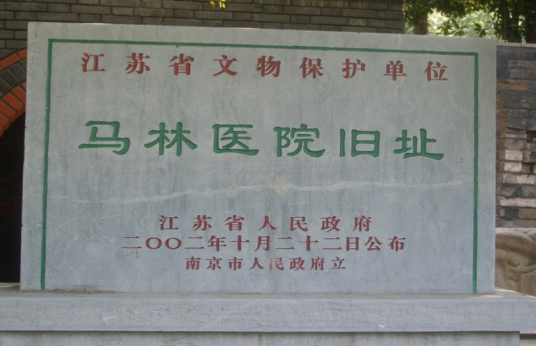 江苏省文物保护单位
马林医院旧址
江苏省人民政府
二〇〇二年十月二十二日公布
南京市人民政府立